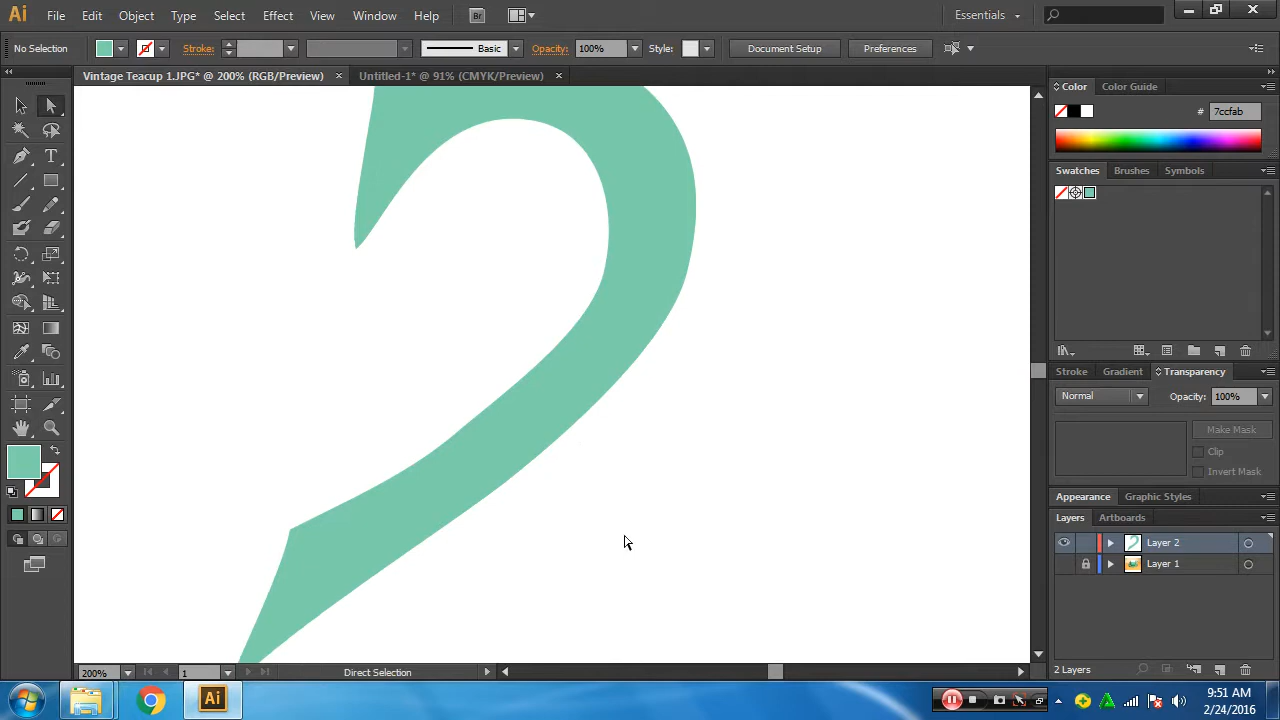 Ai File Edit Object Type Select Effect View Window Help Br Essentials
No Selection Stroke: Basic Opacity: 100% Style: Document Setup Preferences
Vintage Teacup 1.JPG* @ 200% (RGB/Preview) × Untitled-1* @ 91% (CMYK/Preview) ×
Color Color Guide
# 7ccfab
Swatches Brushes Symbols
Stroke Gradient Transparency
Normal Opacity: 100%
Make Mask
Clip
Invert Mask
Appearance Graphic Styles
Layers Artboards
Layer 2
Layer 1
2 Layers
200% 1 Direct Selection
Ai 9:51 AM
2/24/2016